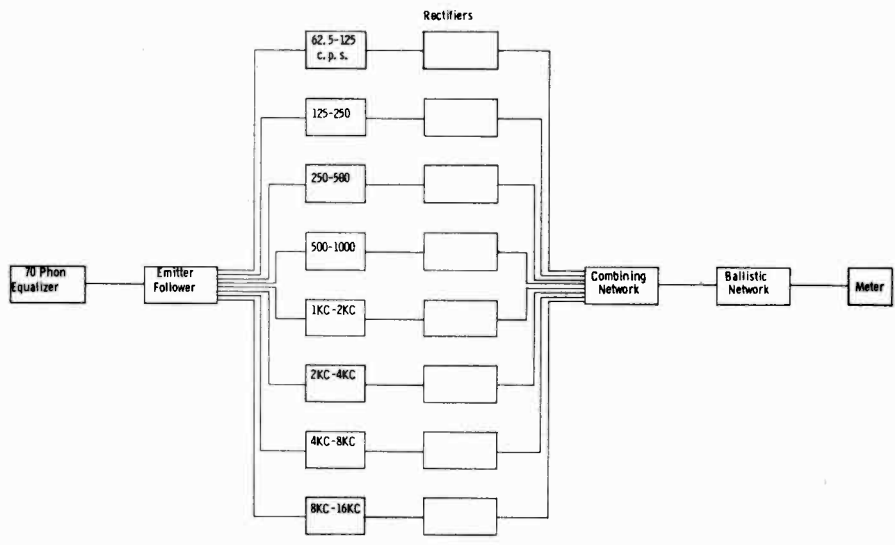 Rectifiers
62.5-125
c.p.s.
125-250
250-500
500-1000
70 Phon
Equalizer
Emitter
Follower
Combining
Network
Ballistic
Network
Meter
1KC-2KC
2KC-4KC
4KC-8KC
8KC-16KC